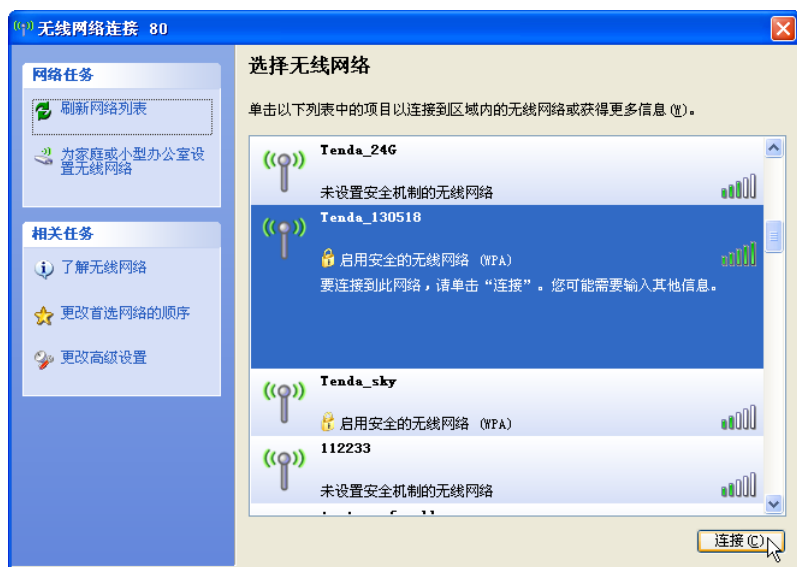 无线网络连接 80
网络任务
刷新网络列表
为家庭或小型办公室设
置无线网络
相关任务
了解无线网络
更改首选网络的顺序
更改高级设置
选择无线网络
单击以下列表中的项目以连接到区域内的无线网络或获得更多信息(W)。
Tenda_24G
未设置安全机制的无线网络
Tenda_130518
启用安全的无线网络 (WPA)
要连接到此网络，请单击“连接”。您可能需要输入其他信息。
Tenda_sky
启用安全的无线网络 (WPA)
112233
未设置安全机制的无线网络
连接(C)